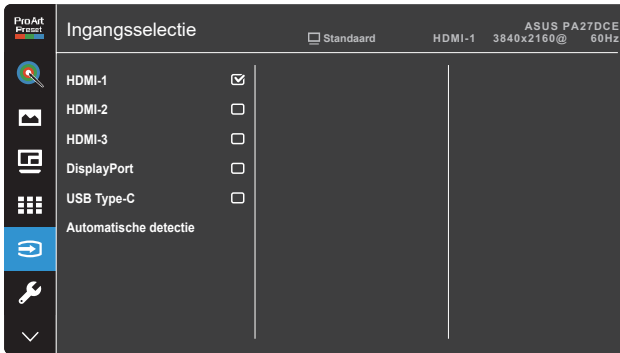 ProArt
Preset
Ingangsselectie
Standaard
HDMI-1
ASUS PA27DCE
3840x2160@ 60Hz
HDMI-1
HDMI-2
HDMI-3
DisplayPort
USB Type-C
Automatische detectie